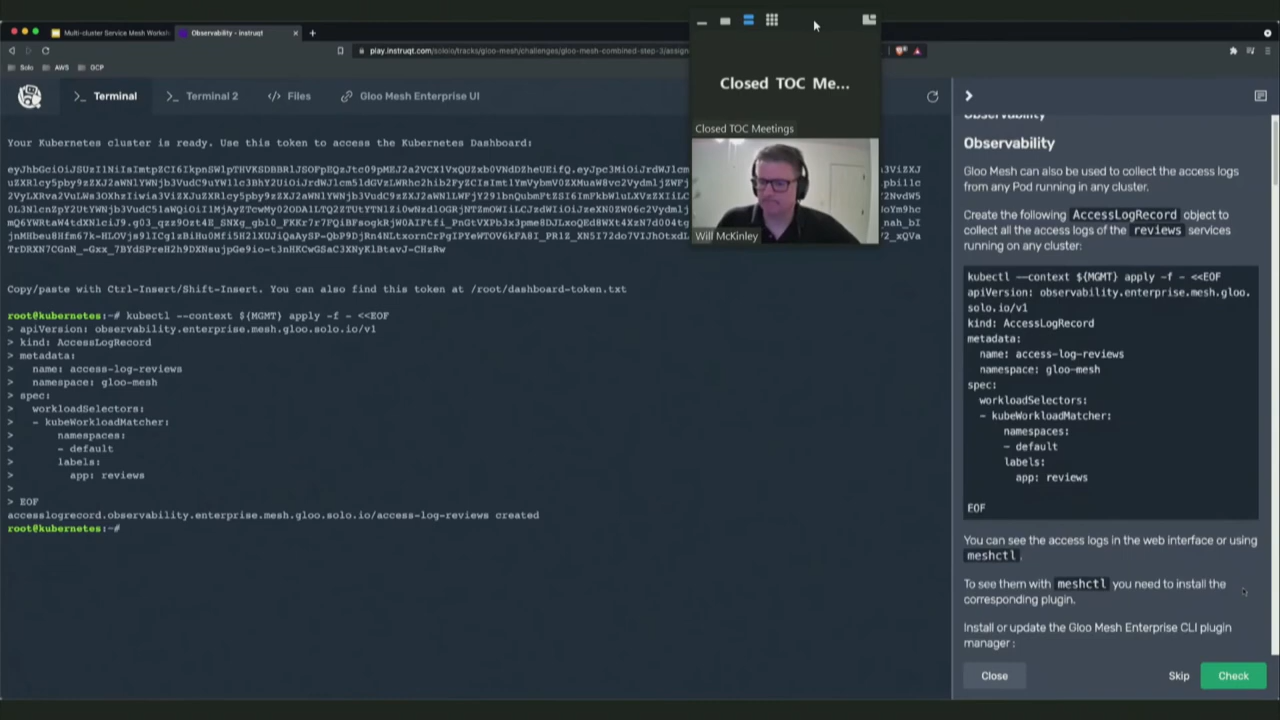 Multi-cluster Service Mesh Worksh
Observability - Instruqt
play.instruqt.com/soloio/tracks/gloo-mesh/challenges/gloo-mesh-combined-step-3/assign
Solo
AWS
GCP
Closed TOC Me...
Closed TOC Meetings
Will McKinley
Terminal
Terminal 2
Files
Gloo Mesh Enterprise UI
Your Kubernetes cluster is ready. Use this token to access the Kubernetes Dashboard:
Copy/paste with Ctrl-Insert/Shift-Insert. You can also find this token at /root/dashboard-token.txt
root@kubernetes:~# kubectl --context ${MGMT} apply -f - <<EOF
> apiVersion: observability.enterprise.mesh.gloo.solo.io/v1
> kind: AccessLogRecord
> metadata:
>   name: access-log-reviews
>   namespace: gloo-mesh
> spec:
>   workloadSelectors:
>   - kubeWorkloadMatcher:
>       namespaces:
>       - default
>       labels:
>         app: reviews
>
> EOF
accesslogrecord.observability.enterprise.mesh.gloo.solo.io/access-log-reviews created
root@kubernetes:~#
Observability
Observability
Gloo Mesh can also be used to collect the access logs
from any Pod running in any cluster.
Create the following AccessLogRecord object to
collect all the access logs of the reviews services
running on any cluster:
kubectl --context ${MGMT} apply -f - <<EOF
apiVersion: observability.enterprise.mesh.gloo.
solo.io/v1
kind: AccessLogRecord
metadata:
  name: access-log-reviews
  namespace: gloo-mesh
spec:
  workloadSelectors:
  - kubeWorkloadMatcher:
      namespaces:
      - default
      labels:
        app: reviews
EOF
You can see the access logs in the web interface or using
meshctl.
To see them with meshctl you need to install the
corresponding plugin.
Install or update the Gloo Mesh Enterprise CLI plugin
manager :
Close
Skip
Check